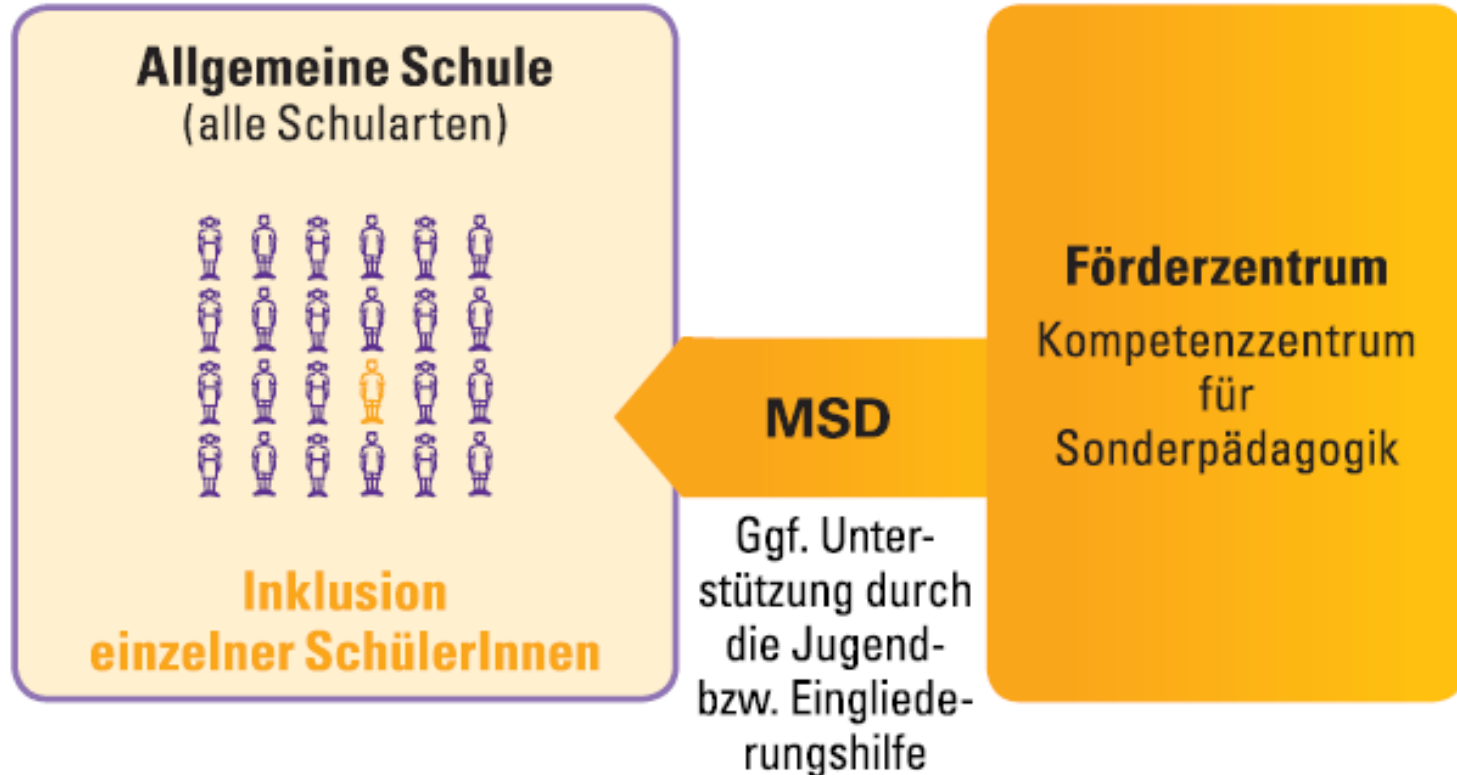 Allgemeine Schule
(alle Schularten)
Inklusion
einzelner SchülerInnen
MSD
Ggf. Unter-
stützung durch
die Jugend-
bzw. Eingliede-
rungshilfe
Förderzentrum
Kompetenzzentrum
für
Sonderpädagogik